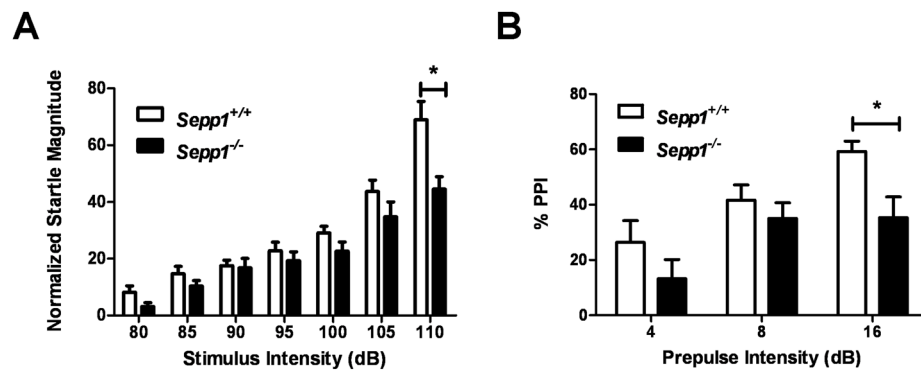 A
Normalized Startle Magnitude
80
60
40
20
0
Sepp1+/+
Sepp1-/-
*
80 85 90 95 100 105 110
Stimulus Intensity (dB)
B
% PPI
80
60
40
20
0
Sepp1+/+
Sepp1-/-
*
4 8 16
Prepulse Intensity (dB)